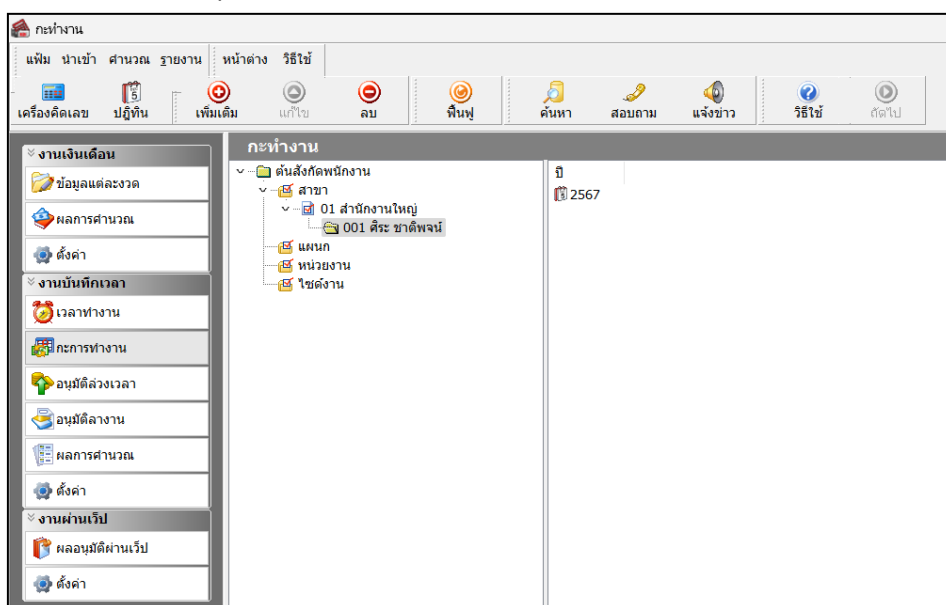 กะทำงาน
แฟ้ม นำเข้า คำนวณ รายงาน หน้าต่าง วิธีใช้
เครื่องคิดเลข ปฏิทิน เพิ่มเติม แก้ไข ลบ ฟื้นฟู ค้นหา สอบถาม แจ้งข่าว วิธีใช้ ถัดไป
งานเงินเดือน
ข้อมูลแต่ละงวด
ผลการคำนวณ
ตั้งค่า
งานบันทึกเวลา
เวลาทำงาน
กะการทำงาน
อนุมัติล่วงเวลา
อนุมัติลางาน
ผลการคำนวณ
ตั้งค่า
งานผ่านเว็ป
ผลอนุมัติผ่านเว็ป
ตั้งค่า
กะทำงาน
ต้นสังกัดพนักงาน
สาขา
01 สำนักงานใหญ่
001 ศิระ ชาติพจน์
แผนก
หน่วยงาน
ไซด์งาน
ปี
2567